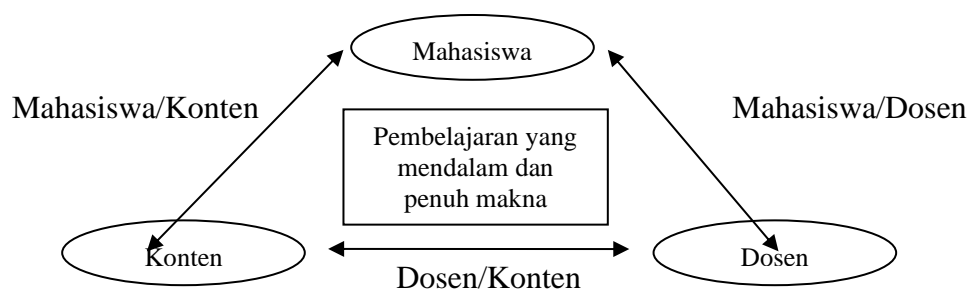 Mahasiswa
Mahasiswa/Konten
Mahasiswa/Dosen
Pembelajaran yang
mendalam dan
penuh makna
Konten
Dosen
Dosen/Konten